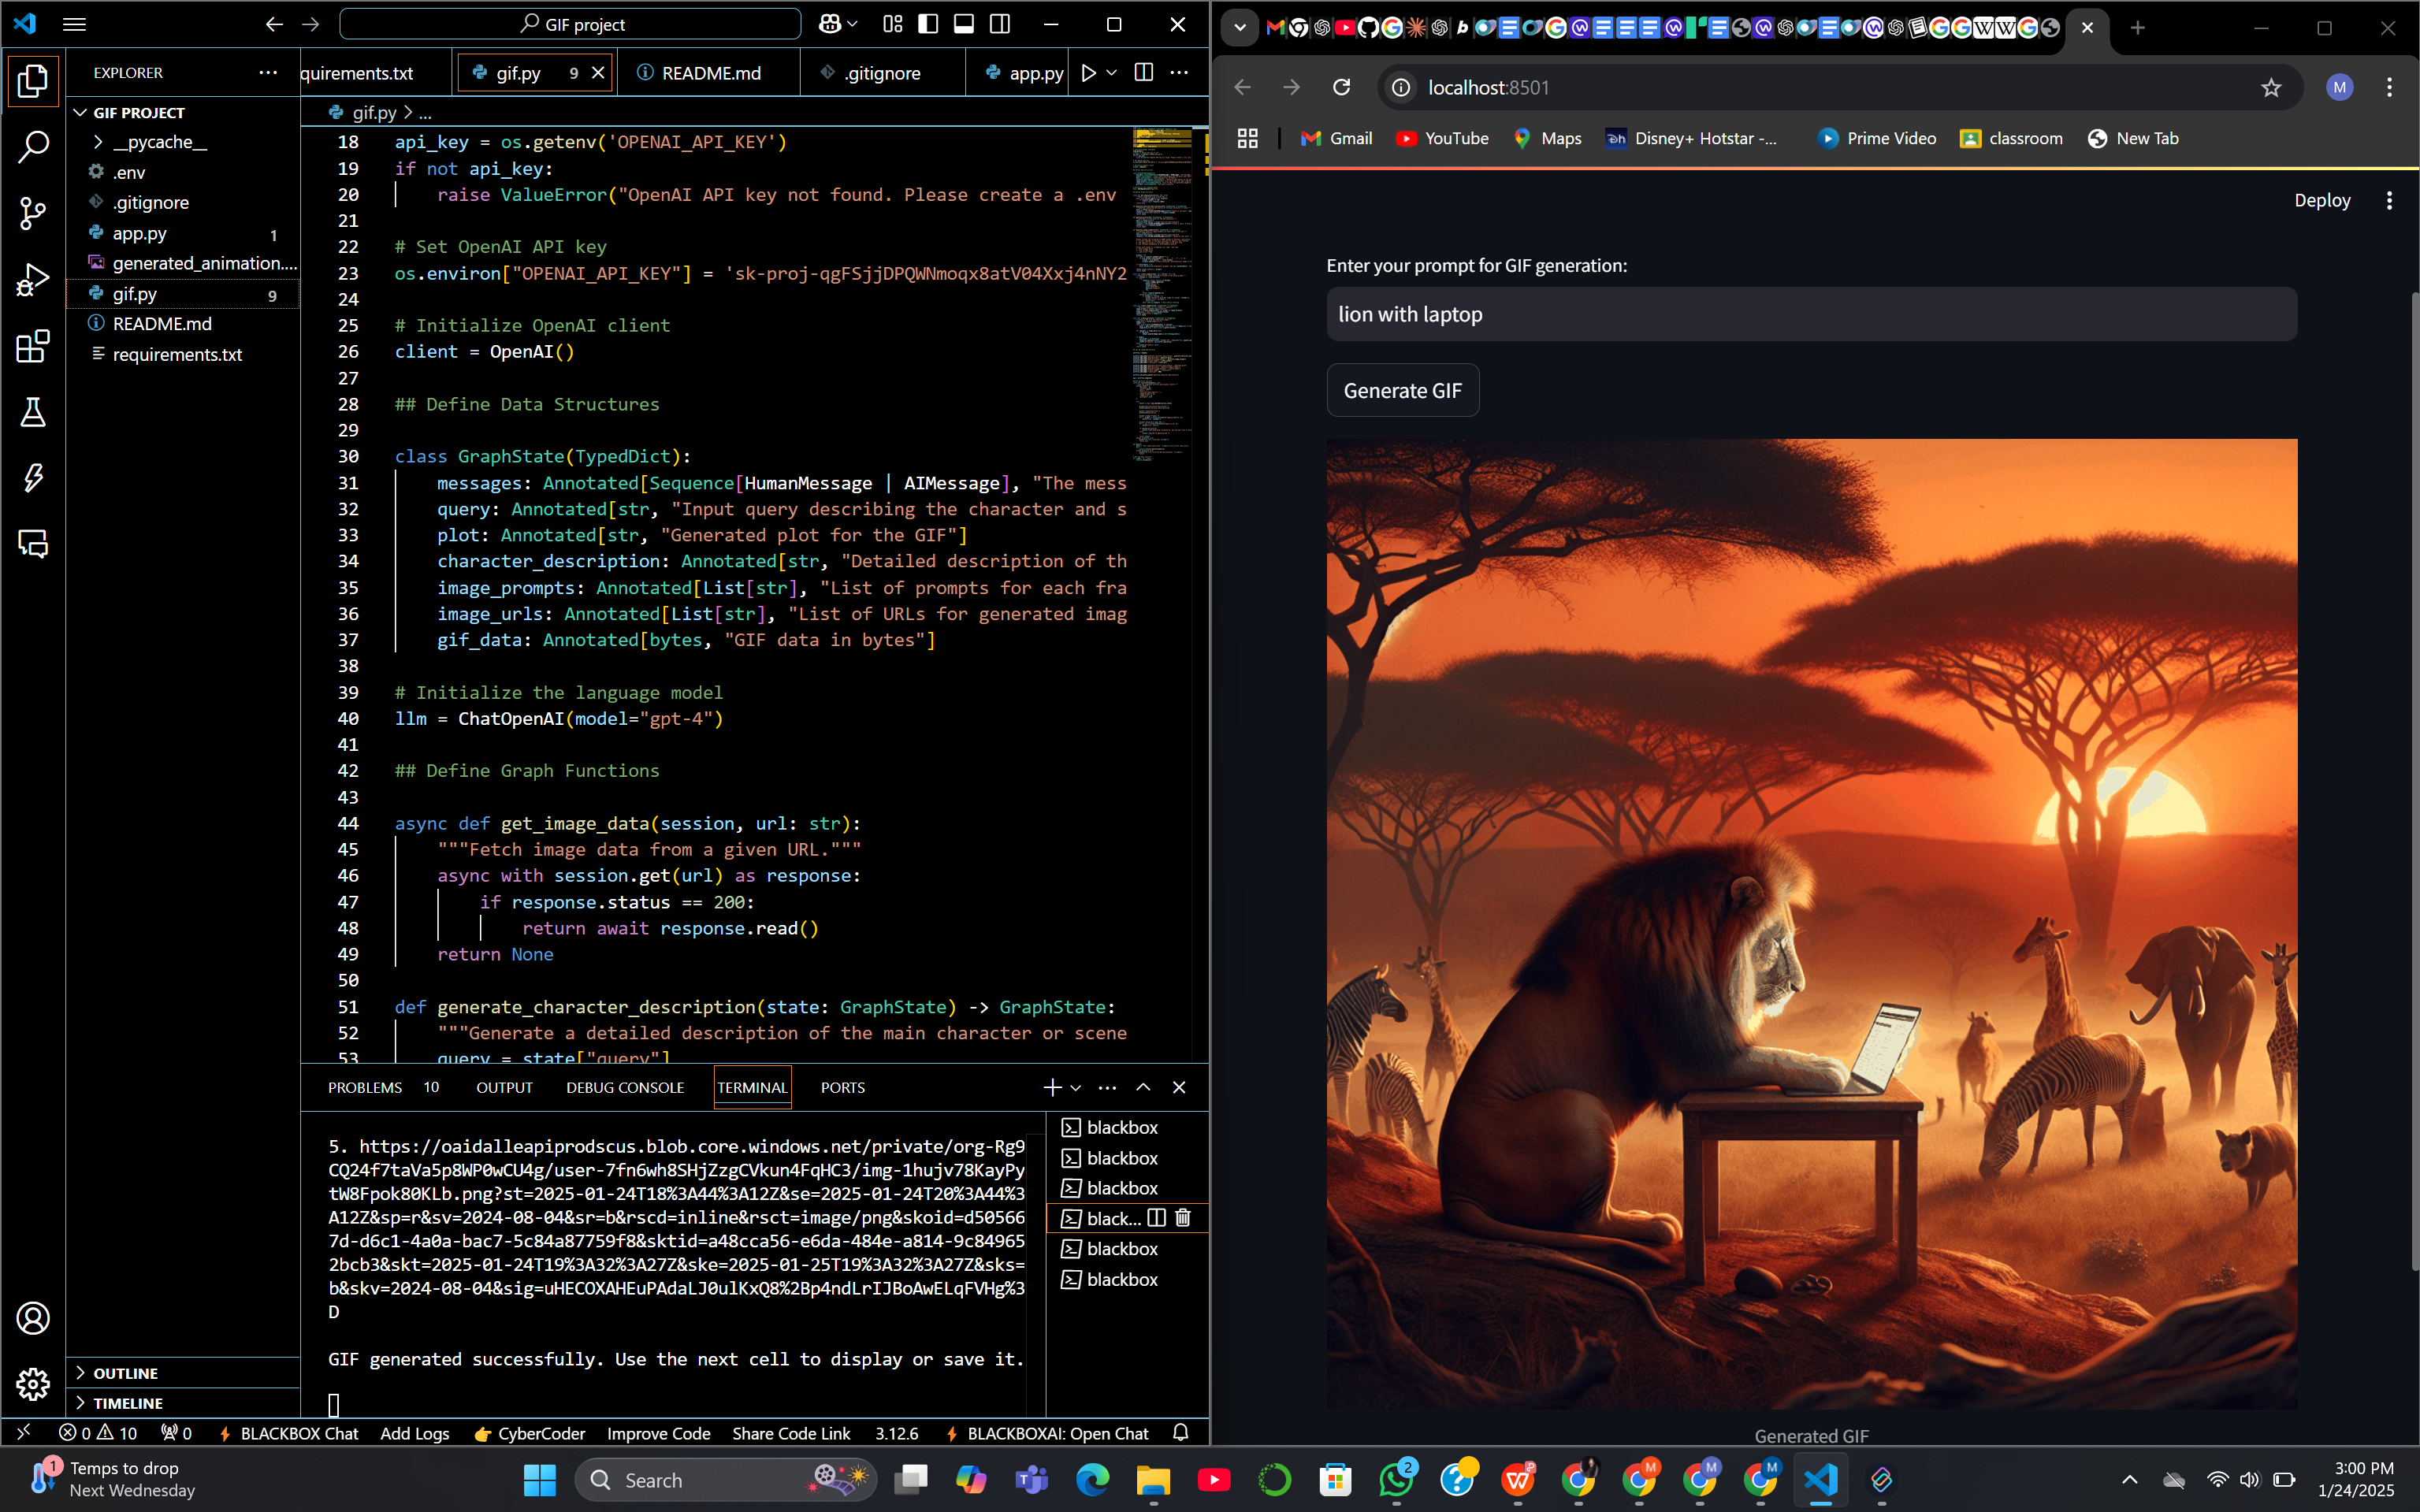 GIF project
EXPLORER
quirements.txt
gif.py 9
README.md
.gitignore
app.py
GIF PROJECT
__pycache__
.env
.gitignore
app.py 1
generated_animation....
gif.py 9
README.md
requirements.txt
OUTLINE
TIMELINE
gif.py > ...
18 api_key = os.getenv('OPENAI_API_KEY')
19 if not api_key:
20 raise ValueError("OpenAI API key not found. Please create a .env
21
22 # Set OpenAI API key
23 os.environ["OPENAI_API_KEY"] = 'sk-proj-qgFSjjDPQWNmoqx8atV04Xxj4nNY2
24
25 # Initialize OpenAI client
26 client = OpenAI()
27
28 ## Define Data Structures
29
30 class GraphState(TypedDict):
31 messages: Annotated[Sequence[HumanMessage | AIMessage], "The mess
32 query: Annotated[str, "Input query describing the character and s
33 plot: Annotated[str, "Generated plot for the GIF"]
34 character_description: Annotated[str, "Detailed description of th
35 image_prompts: Annotated[List[str], "List of prompts for each fra
36 image_urls: Annotated[List[str], "List of URLs for generated imag
37 gif_data: Annotated[bytes, "GIF data in bytes"]
38
39 # Initialize the language model
40 llm = ChatOpenAI(model="gpt-4")
41
42 ## Define Graph Functions
43
44 async def get_image_data(session, url: str):
45 """Fetch image data from a given URL."""
46 async with session.get(url) as response:
47 if response.status == 200:
48 return await response.read()
49 return None
50
51 def generate_character_description(state: GraphState) -> GraphState:
52 """Generate a detailed description of the main character or scene
53 query = state["query"]
PROBLEMS 10 OUTPUT DEBUG CONSOLE TERMINAL PORTS
5. https://oaidalleapiprodscus.blob.core.windows.net/private/org-Rg9
CQ24f7taVa5p8WP0wCU4g/user-7fn6wh8SHjZzgCVkun4FqHC3/img-1hujv78KayPy
tW8Fpok80KLb.png?st=2025-01-24T18%3A44%3A12Z&se=2025-01-24T20%3A44%3
A12Z&sp=r&sv=2024-08-04&sr=b&rscd=inline&rsct=image/png&skoid=d50566
7d-d6c1-4a0a-bac7-5c84a87759f8&sktid=a48cca56-e6da-484e-a814-9c84965
2bcb3&skt=2025-01-24T19%3A32%3A27Z&ske=2025-01-25T19%3A32%3A27Z&sks=
b&skv=2024-08-04&sig=uHECOXAHEuPAdaLJ0ulKxQ8%2Bp4ndLrIJBoAwELqFVHg%3
D
GIF generated successfully. Use the next cell to display or save it.
blackbox
blackbox
blackbox
black...
blackbox
blackbox
0 10 0 BLACKBOX Chat Add Logs CyberCoder Improve Code Share Code Link 3.12.6 BLACKBOXAI: Open Chat
localhost:8501
M
Gmail YouTube Maps Disney+ Hotstar -... Prime Video classroom New Tab
Deploy
Enter your prompt for GIF generation:
lion with laptop
Generate GIF
Generated GIF
1
Temps to drop
Next Wednesday
Search
2
3:00 PM
1/24/2025